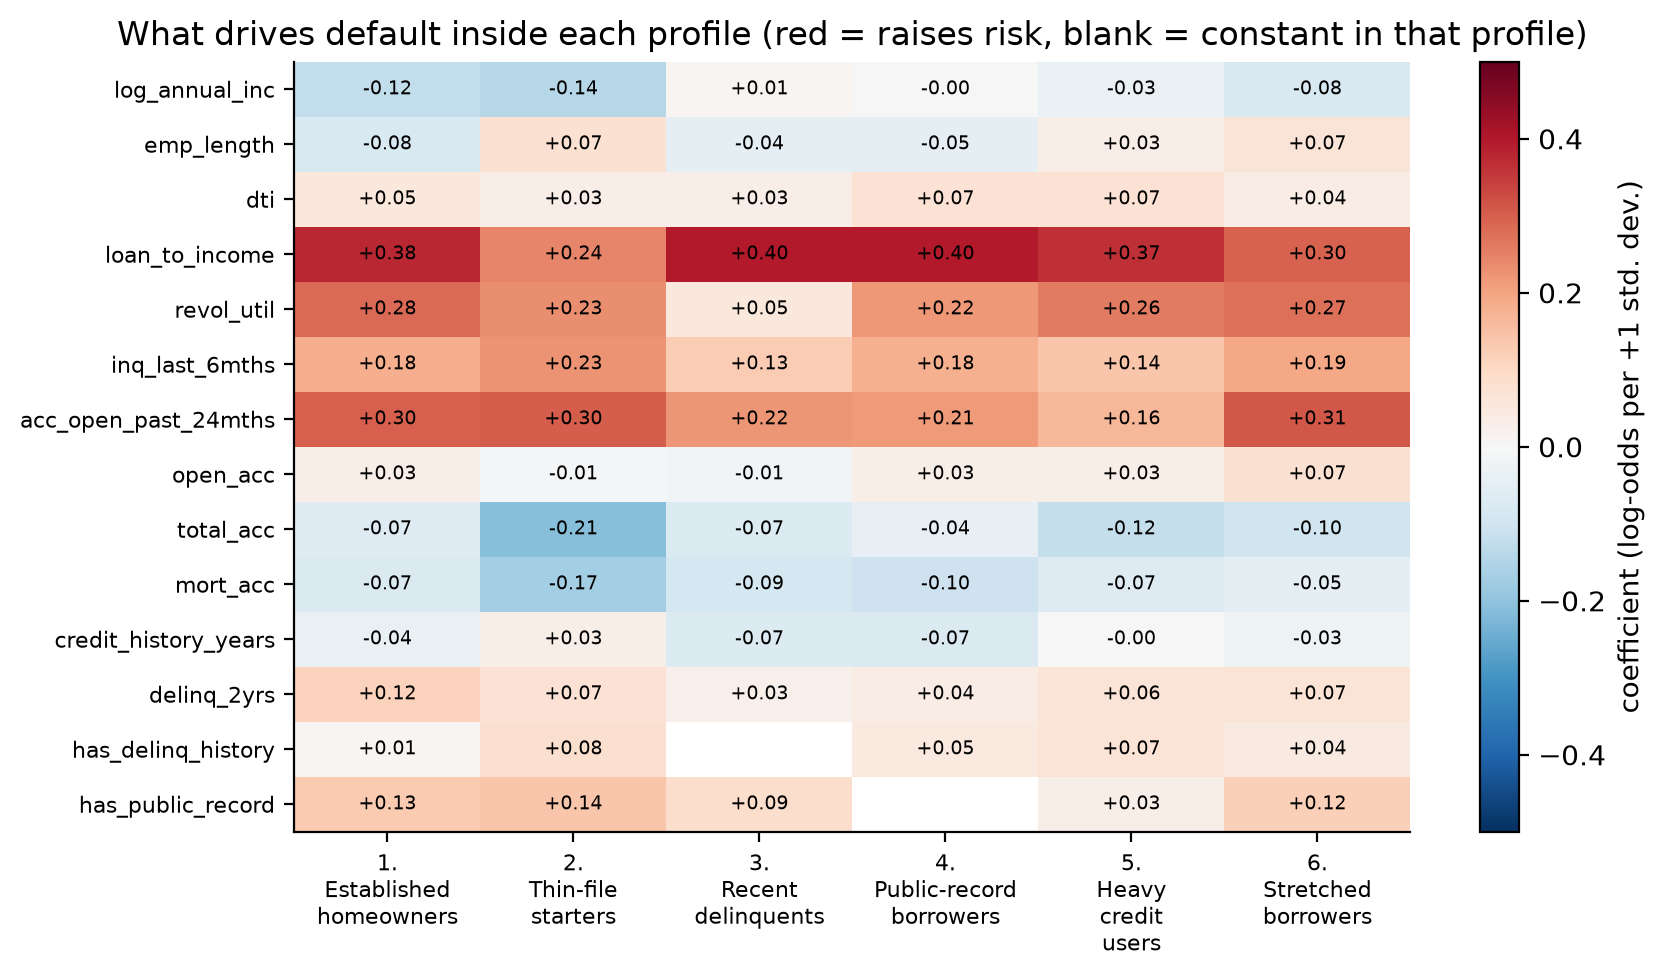 What drives default inside each profile (red = raises risk, blank = constant in that profile)
log_annual_inc -0.12 -0.14 +0.01 -0.00 -0.03 -0.08
emp_length -0.08 +0.07 -0.04 -0.05 +0.03 +0.07
dti +0.05 +0.03 +0.03 +0.07 +0.07 +0.04
loan_to_income +0.38 +0.24 +0.40 +0.40 +0.37 +0.30
revol_util +0.28 +0.23 +0.05 +0.22 +0.26 +0.27
inq_last_6mths +0.18 +0.23 +0.13 +0.18 +0.14 +0.19
acc_open_past_24mths +0.30 +0.30 +0.22 +0.21 +0.16 +0.31
open_acc +0.03 -0.01 -0.01 +0.03 +0.03 +0.07
total_acc -0.07 -0.21 -0.07 -0.04 -0.12 -0.10
mort_acc -0.07 -0.17 -0.09 -0.10 -0.07 -0.05
credit_history_years -0.04 +0.03 -0.07 -0.07 -0.00 -0.03
delinq_2yrs +0.12 +0.07 +0.03 +0.04 +0.06 +0.07
has_delinq_history +0.01 +0.08 +0.05 +0.07 +0.04
has_public_record +0.13 +0.14 +0.09 +0.03 +0.12
1.
Established
homeowners
2.
Thin-file
starters
3.
Recent
delinquents
4.
Public-record
borrowers
5.
Heavy
credit
users
6.
Stretched
borrowers
0.4
0.2
0.0
−0.2
−0.4
coefficient (log-odds per +1 std. dev.)